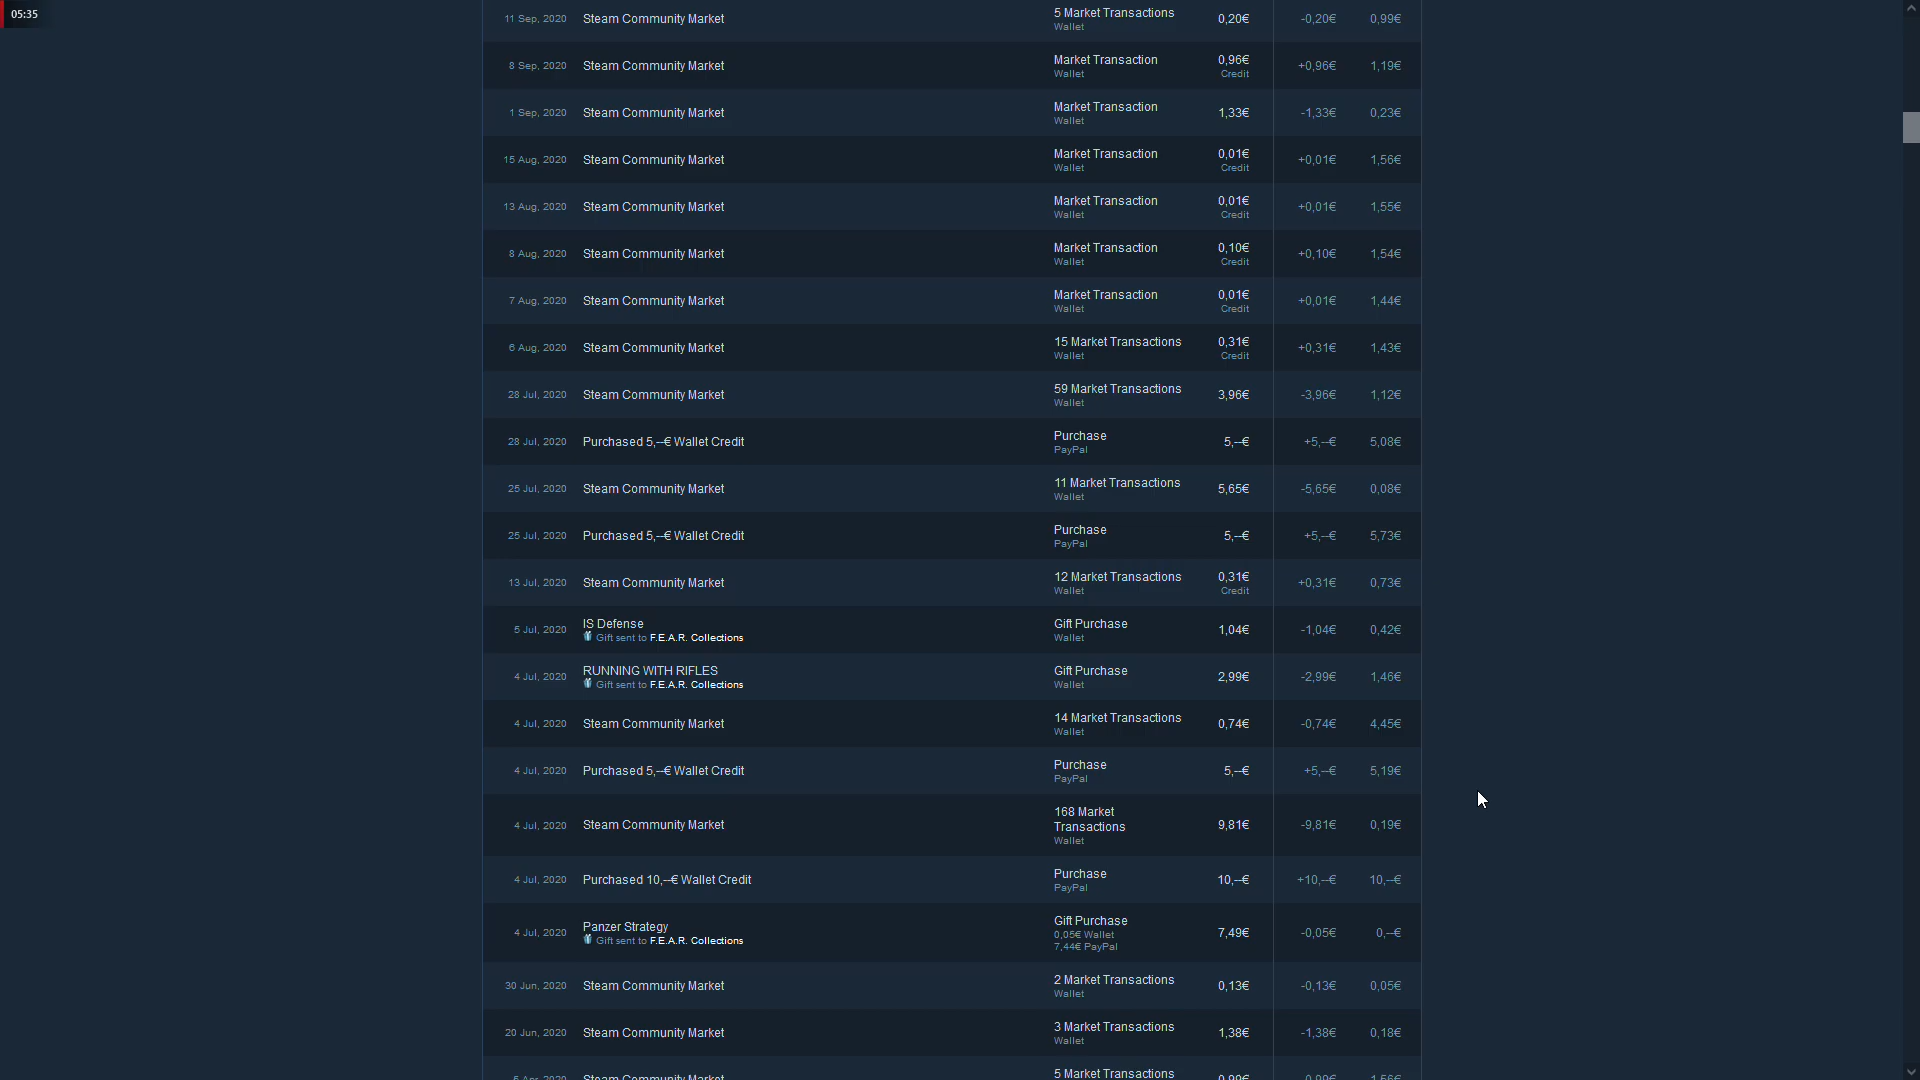 05:35
11 Sep, 2020 Steam Community Market 5 Market Transactions 0,20€ -0,20€ 0,99€
Wallet
8 Sep, 2020 Steam Community Market Market Transaction 0,96€ +0,96€ 1,19€
Wallet Credit
1 Sep, 2020 Steam Community Market Market Transaction 1,33€ -1,33€ 0,23€
Wallet
15 Aug, 2020 Steam Community Market Market Transaction 0,01€ +0,01€ 1,56€
Wallet Credit
13 Aug, 2020 Steam Community Market Market Transaction 0,01€ +0,01€ 1,55€
Wallet Credit
8 Aug, 2020 Steam Community Market Market Transaction 0,10€ +0,10€ 1,54€
Wallet Credit
7 Aug, 2020 Steam Community Market Market Transaction 0,01€ +0,01€ 1,44€
Wallet Credit
6 Aug, 2020 Steam Community Market 15 Market Transactions 0,31€ +0,31€ 1,43€
Wallet Credit
28 Jul, 2020 Steam Community Market 59 Market Transactions 3,96€ -3,96€ 1,12€
Wallet
28 Jul, 2020 Purchased 5,--€ Wallet Credit Purchase 5,--€ +5,--€ 5,08€
PayPal
25 Jul, 2020 Steam Community Market 11 Market Transactions 5,65€ -5,65€ 0,08€
Wallet
25 Jul, 2020 Purchased 5,--€ Wallet Credit Purchase 5,--€ +5,--€ 5,73€
PayPal
13 Jul, 2020 Steam Community Market 12 Market Transactions 0,31€ +0,31€ 0,73€
Wallet Credit
5 Jul, 2020 IS Defense Gift Purchase 1,04€ -1,04€ 0,42€
Gift sent to F.E.A.R. Collections Wallet
4 Jul, 2020 RUNNING WITH RIFLES Gift Purchase 2,99€ -2,99€ 1,46€
Gift sent to F.E.A.R. Collections Wallet
4 Jul, 2020 Steam Community Market 14 Market Transactions 0,74€ -0,74€ 4,45€
Wallet
4 Jul, 2020 Purchased 5,--€ Wallet Credit Purchase 5,--€ +5,--€ 5,19€
PayPal
168 Market
4 Jul, 2020 Steam Community Market Transactions 9,81€ -9,81€ 0,19€
Wallet
4 Jul, 2020 Purchased 10,--€ Wallet Credit Purchase 10,--€ +10,--€ 10,--€
PayPal
4 Jul, 2020 Panzer Strategy Gift Purchase 7,49€ -0,05€ 0,--€
Gift sent to F.E.A.R. Collections 0,05€ Wallet
7,44€ PayPal
30 Jun, 2020 Steam Community Market 2 Market Transactions 0,13€ -0,13€ 0,05€
Wallet
20 Jun, 2020 Steam Community Market 3 Market Transactions 1,38€ -1,38€ 0,18€
Wallet
Steam Community Market 5 Market Transactions